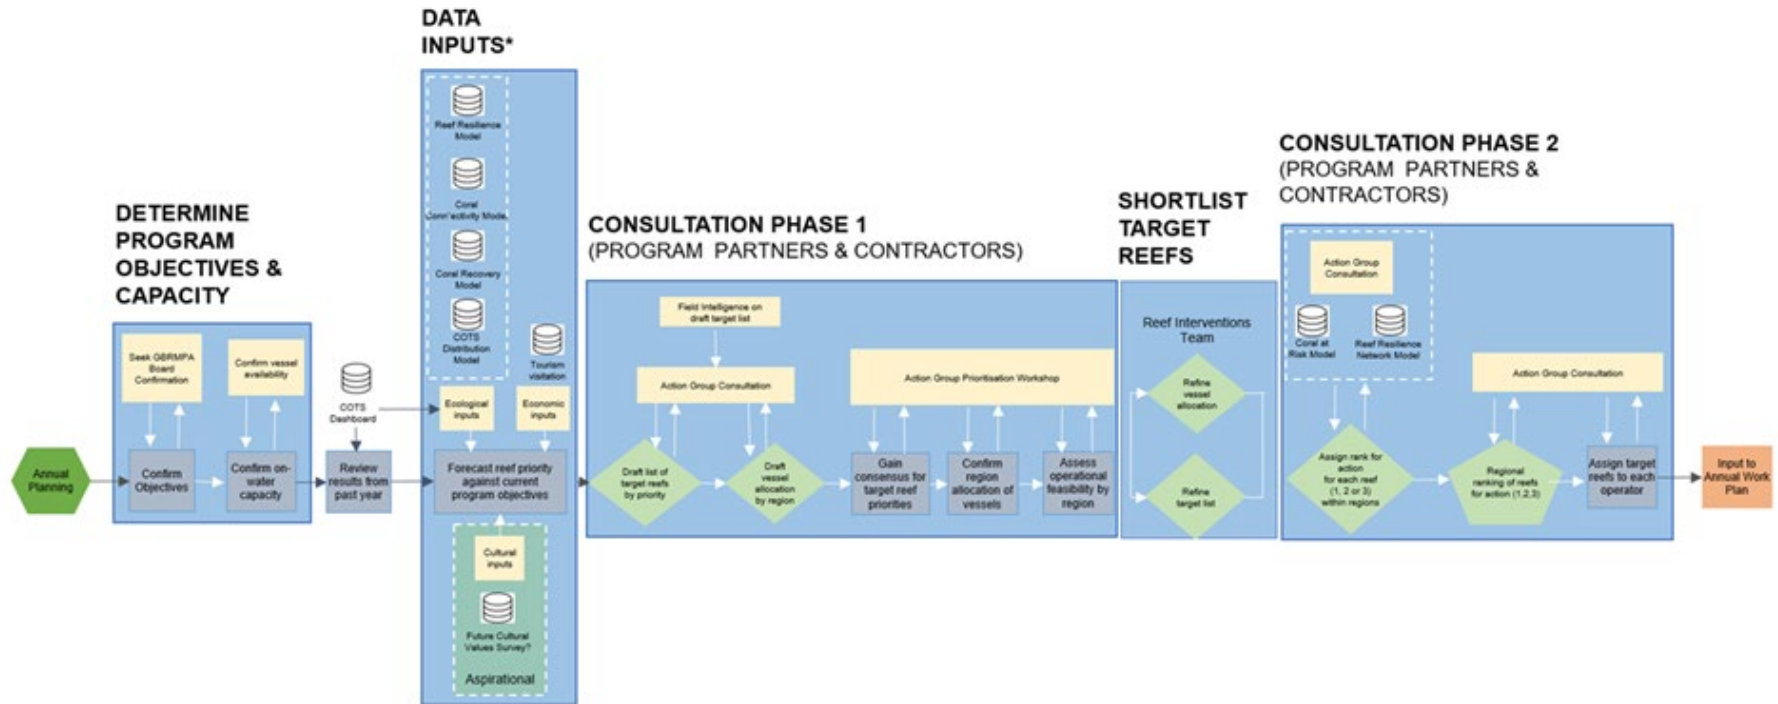 DETERMINE
PROGRAM
OBJECTIVES &
CAPACITY
Annual
Planning
Seek GBRMPA
Board
Confirmation
Confirm vessel
availability
Confirm
Objectives
Confirm on-
water
capacity
COTS
Dashboard
Review
results from
past year
DATA
INPUTS*
Reef Resilience
Model
Coral
Connectivity Model
Coral Recovery
Model
COTS
Distribution
Model
Tourism
visitation
Ecological
inputs
Economic
inputs
Forecast reef priority
against current
program objectives
Cultural
inputs
Future Cultural
Values Survey?
Aspirational
CONSULTATION PHASE 1
(PROGRAM PARTNERS & CONTRACTORS)
Field Intelligence on
draft target list
Action Group Consultation
Action Group Prioritisation Workshop
Draft list of
target reefs
by priority
Draft
vessel
allocation
by region
Gain
consensus for
target reef
priorities
Confirm
region
allocation of
vessels
Assess
operational
feasibility by
region
SHORTLIST
TARGET
REEFS
Reef Interventions
Team
Refine
vessel
allocation
Refine
target list
CONSULTATION PHASE 2
(PROGRAM PARTNERS &
CONTRACTORS)
Action Group
Consultation
Coral at
Risk Model
Reef Resilience
Network Model
Action Group Consultation
Assign rank for
action
for each reef
(1, 2 or 3)
within regions
Regional
ranking of reefs
for action (1,2,3)
Assign target
reefs to each
operator
Input to
Annual Work
Plan